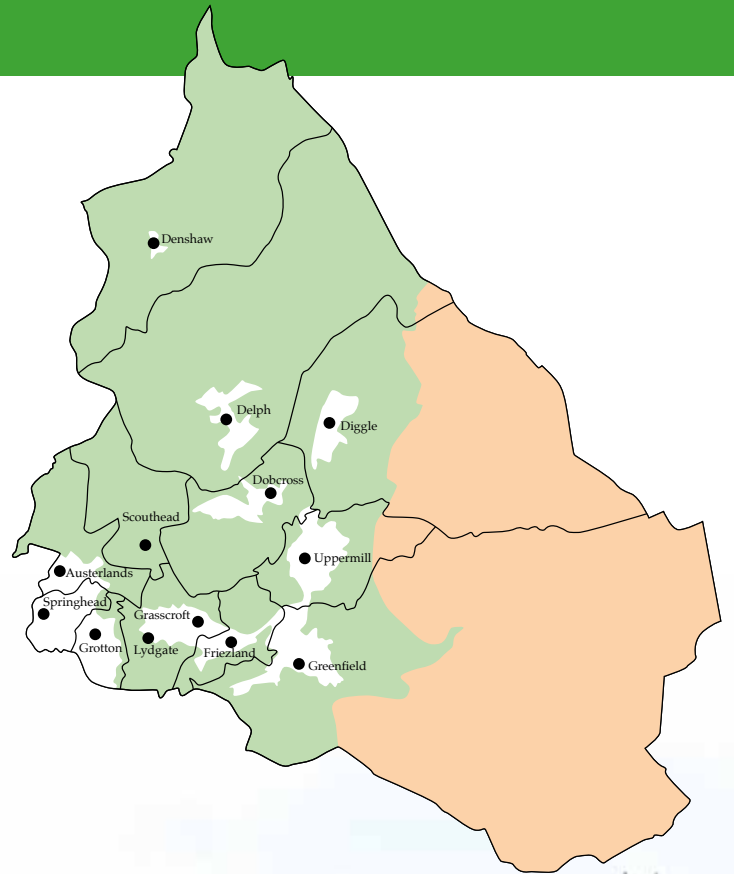 Denshaw
Delph
Diggle
Dobcross
Scouthead
Uppermill
Austerlands
Springhead
Grasscroft
Grotton
Lydgate
Friezland
Greenfield